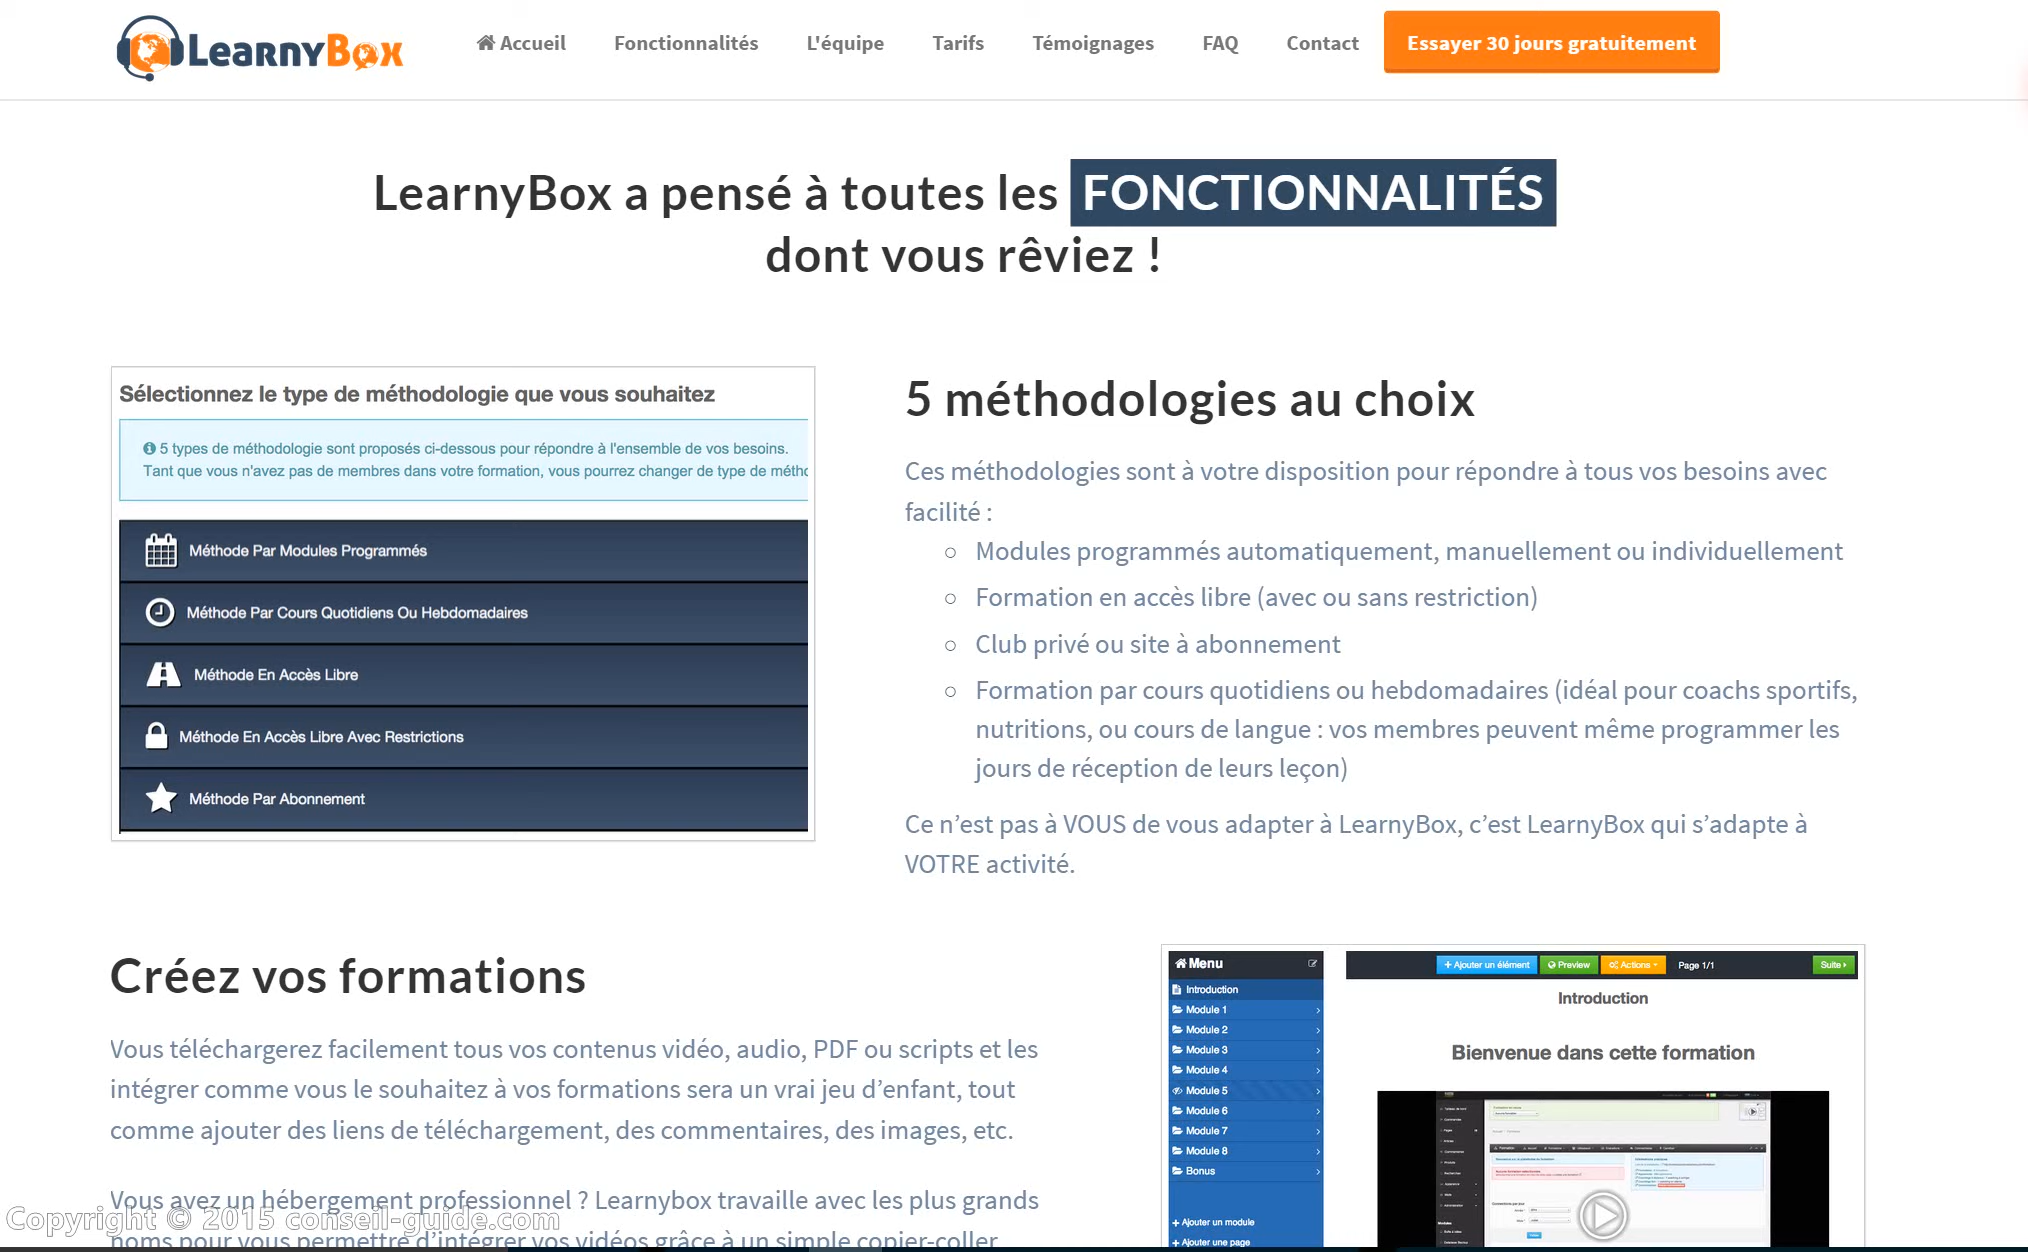 LearnyBox
Accueil Fonctionnalités L'équipe Tarifs Témoignages FAQ Contact Essayer 30 jours gratuitement
LearnyBox a pensé à toutes les FONCTIONNALITÉS
dont vous rêviez !
Sélectionnez le type de méthodologie que vous souhaitez
5 types de méthodologie sont proposés ci-dessous pour répondre à l'ensemble de vos besoins.
Tant que vous n'avez pas de membres dans votre formation, vous pourrez changer de type de métho
Méthode Par Modules Programmés
Méthode Par Cours Quotidiens Ou Hebdomadaires
Méthode En Accès Libre
Méthode En Accès Libre Avec Restrictions
Méthode Par Abonnement
5 méthodologies au choix
Ces méthodologies sont à votre disposition pour répondre à tous vos besoins avec
facilité :
Modules programmés automatiquement, manuellement ou individuellement
Formation en accès libre (avec ou sans restriction)
Club privé ou site à abonnement
Formation par cours quotidiens ou hebdomadaires (idéal pour coachs sportifs,
nutritions, ou cours de langue : vos membres peuvent même programmer les
jours de réception de leurs leçon)
Ce n’est pas à VOUS de vous adapter à LearnyBox, c’est LearnyBox qui s’adapte à
VOTRE activité.
Créez vos formations
Vous téléchargerez facilement tous vos contenus vidéo, audio, PDF ou scripts et les
intégrer comme vous le souhaitez à vos formations sera un vrai jeu d’enfant, tout
comme ajouter des liens de téléchargement, des commentaires, des images, etc.
Vous avez un hébergement professionnel ? Learnybox travaille avec les plus grands
noms pour vous permettre d’intégrer vos vidéos grâce à un simple copier-coller
Copyright © 2015 conseil-guide.com
Menu
Introduction
Module 1
Module 2
Module 3
Module 4
Module 5
Module 6
Module 7
Module 8
Bonus
+ Ajouter un module
+ Ajouter une page
+ Ajouter un élément Preview Actions Page 1/1 Suite
Introduction
Bienvenue dans cette formation